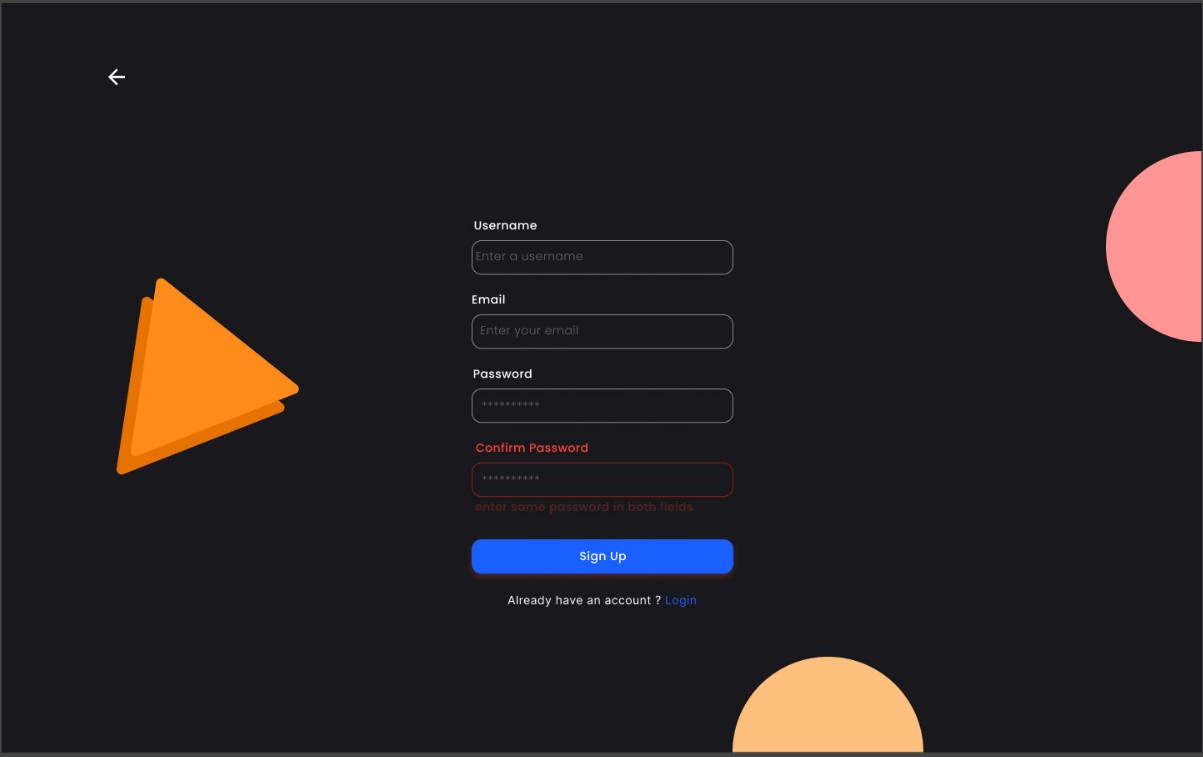 Username
Enter a username
Email
Enter your email
Password
**********
Confirm Password
**********
enter same password in both fields
Sign Up
Already have an account ? Login